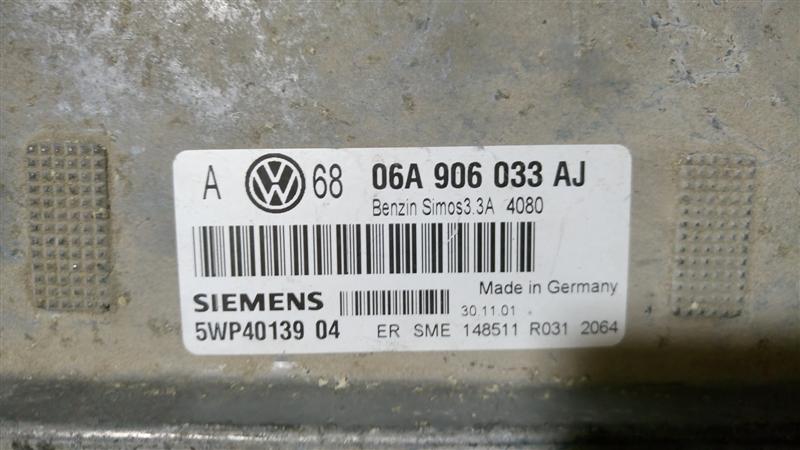 A VW 68 06A 906 033 AJ
Benzin Simos3.3A 4080
Made in Germany
SIEMENS 30.11.01
5WP40139 04 ER SME 148511 R031 2064